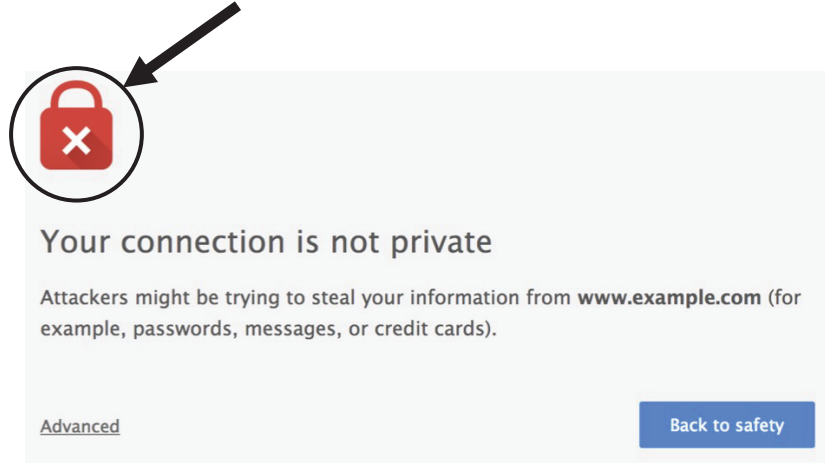 Your connection is not private
Attackers might be trying to steal your information from www.example.com (for
example, passwords, messages, or credit cards).
Advanced
Back to safety